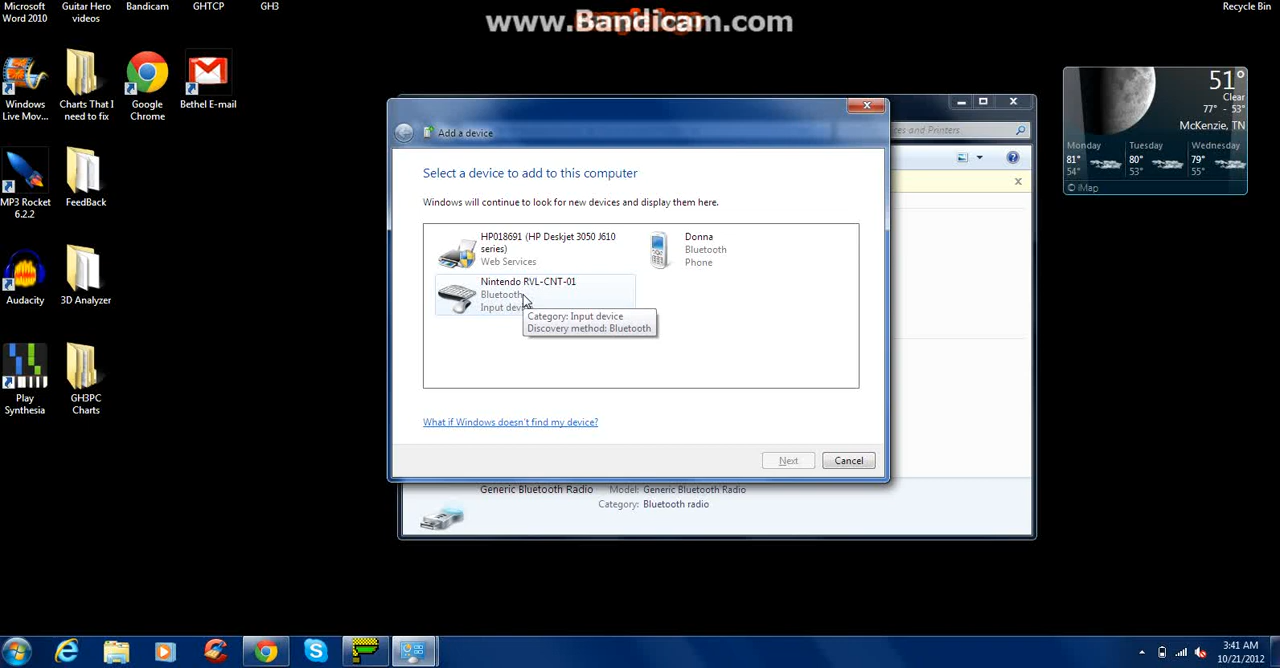 Microsoft Word 2010
Guitar Hero videos
Bandicam
GHTCP
GH3
www.Bandicam.com
Recycle Bin
Windows Live Mov...
Charts That I need to fix
Google Chrome
Bethel E-mail
MP3 Rocket 6.2.2
FeedBack
Audacity
3D Analyzer
Play Synthesia
GH3PC Charts
51°
Clear
77° - 53°
McKenzie, TN
Monday
Tuesday
Wednesday
81°
54°
80°
53°
79°
55°
© iMap
Add a device
Select a device to add to this computer
Windows will continue to look for new devices and display them here.
HP018691 (HP Deskjet 3050 J610 series)
Web Services
Donna
Bluetooth
Phone
Nintendo RVL-CNT-01
Bluetooth
Input
Category: Input device
Discovery method: Bluetooth
What if Windows doesn't find my device?
Next
Cancel
and Printers
Generic Bluetooth Radio
Model: Generic Bluetooth Radio
Category: Bluetooth radio
3:41 AM
10/21/2012